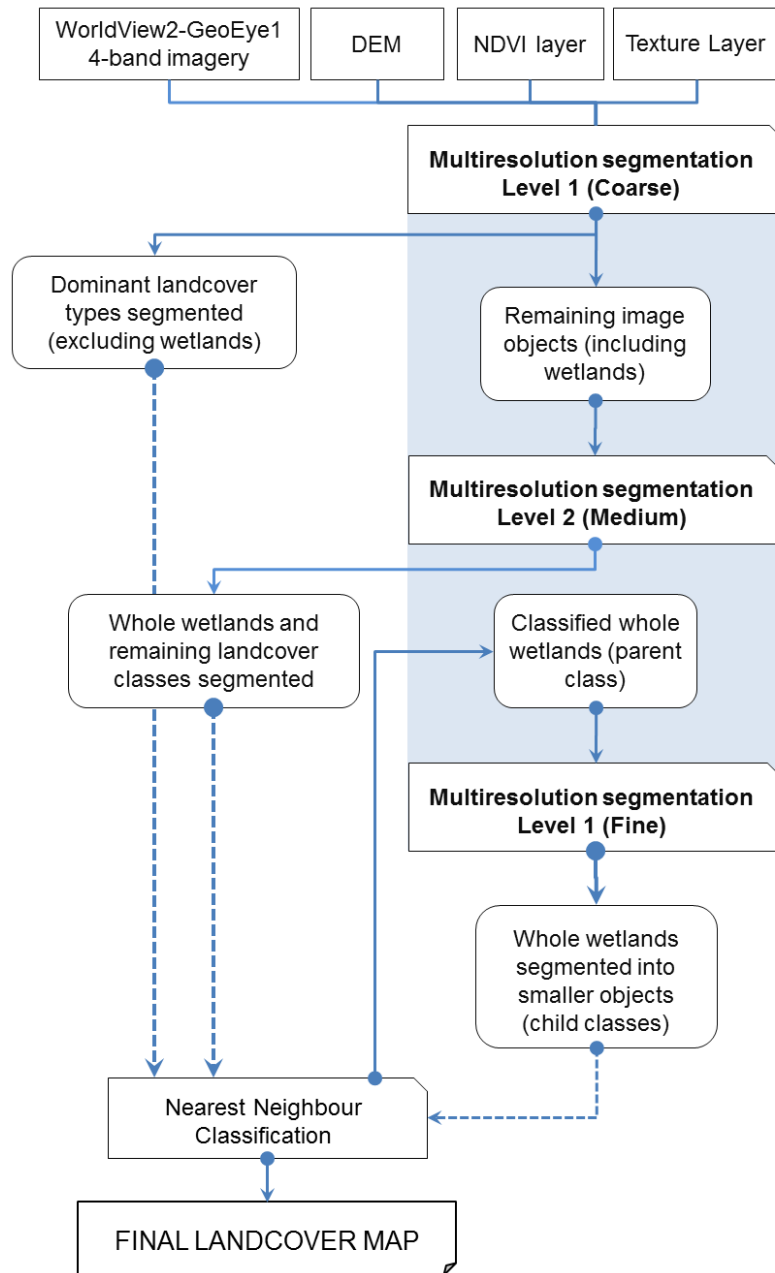 WorldView2-GeoEye1
4-band imagery
DEM
NDVI layer
Texture Layer
Multiresolution segmentation
Level 1 (Coarse)
Dominant landcover
types segmented
(excluding wetlands)
Remaining image
objects (including
wetlands)
Multiresolution segmentation
Level 2 (Medium)
Whole wetlands and
remaining landcover
classes segmented
Classified whole
wetlands (parent
class)
Multiresolution segmentation
Level 1 (Fine)
Whole wetlands
segmented into
smaller objects
(child classes)
Nearest Neighbour
Classification
FINAL LANDCOVER MAP